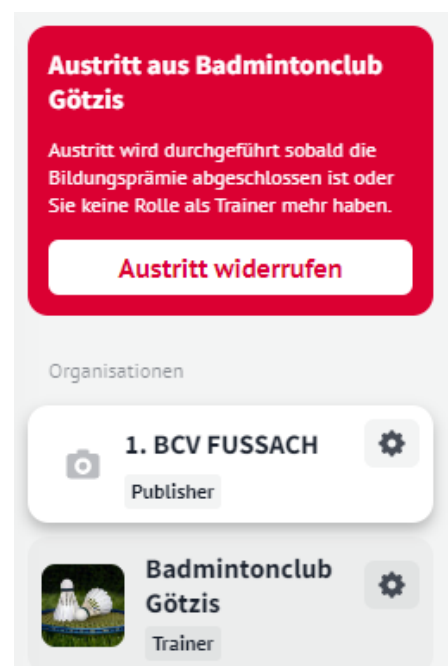 Austritt aus Badmintonclub
Götzis
Austritt wird durchgeführt sobald die
Bildungsprämie abgeschlossen ist oder
Sie keine Rolle als Trainer mehr haben.
Austritt widerrufen
Organisationen
1. BCV FUSSACH
Publisher
Badmintonclub
Götzis
Trainer